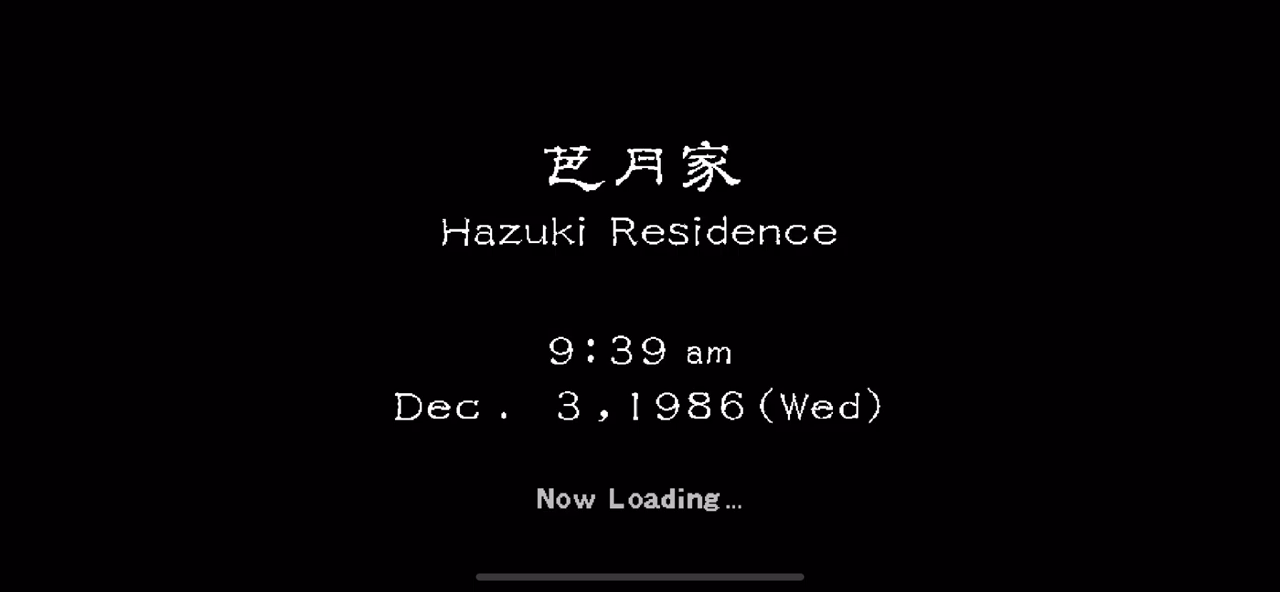 芭月家
Hazuki Residence
9:39 am
Dec. 3,1986(Wed)
Now Loading...